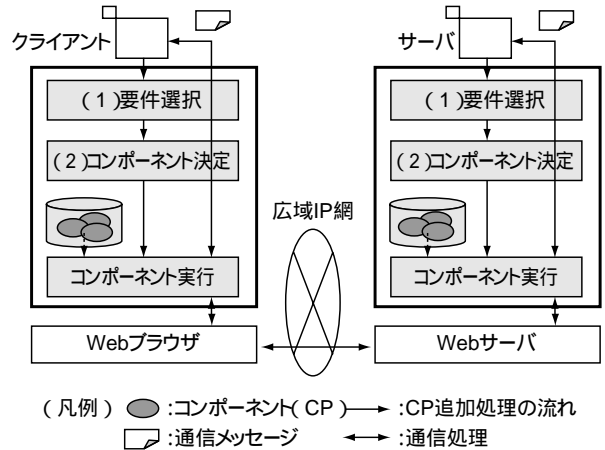 クライアント
サーバ
(1)要件選択
(1)要件選択
(2)コンポーネント決定
(2)コンポーネント決定
広域IP網
コンポーネント実行
コンポーネント実行
Webブラウザ
Webサーバ
(凡例) :コンポーネント(CP) :CP追加処理の流れ
:通信メッセージ :通信処理